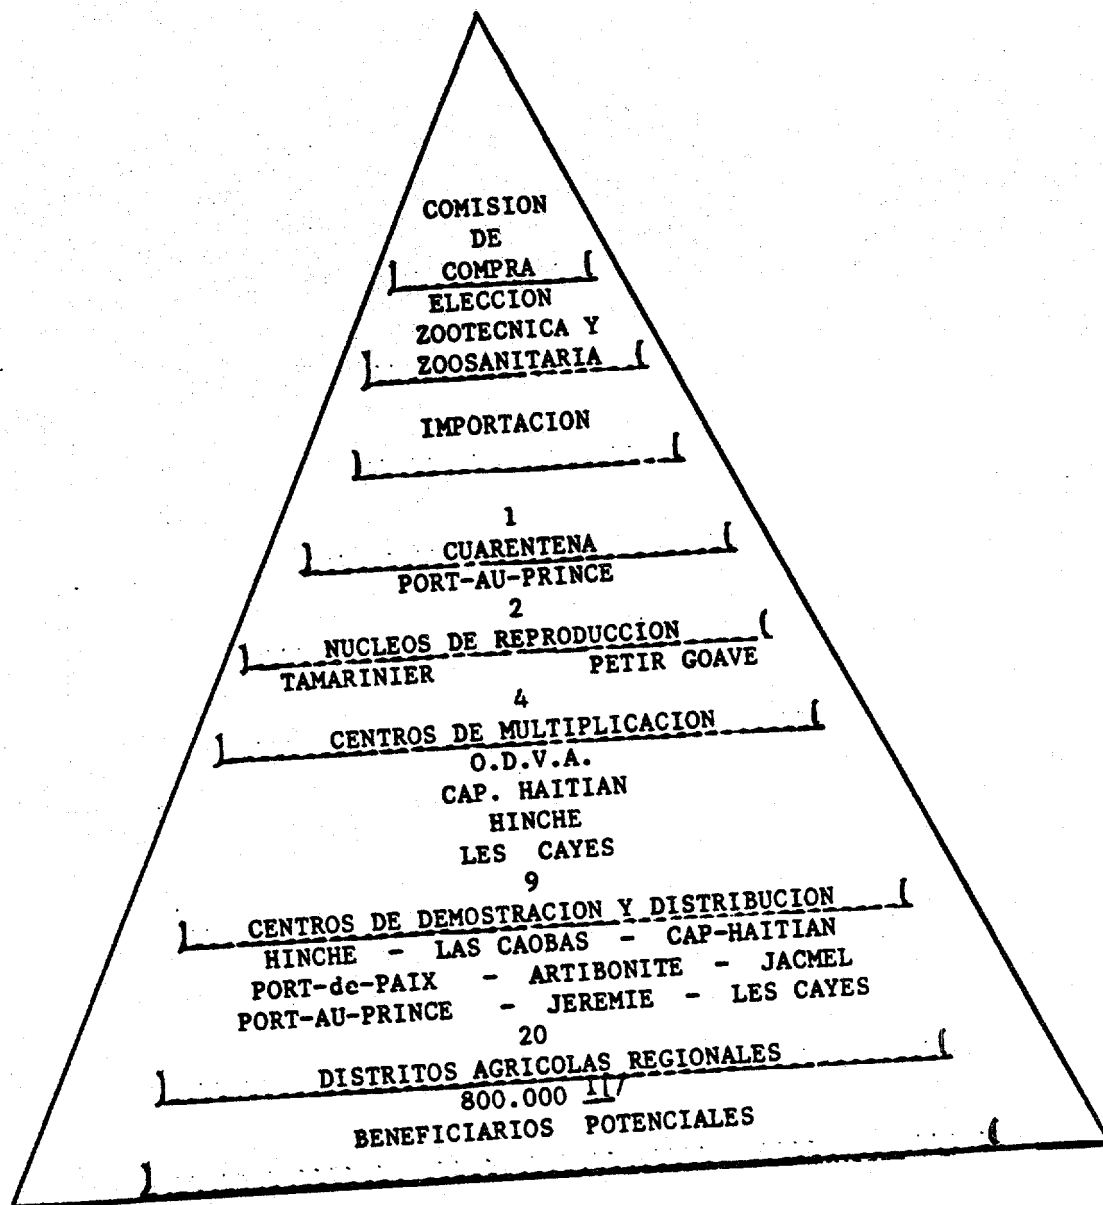 COMISION
DE
COMPRA
ELECCION
ZOOTECNICA Y
ZOOSANITARIA
IMPORTACION
1
CUARENTENA
PORT-AU-PRINCE
2
NUCLEOS DE REPRODUCCION
TAMARINIER PETIR GOAVE
4
CENTROS DE MULTIPLICACION
O.D.V.A.
CAP. HAITIAN
HINCHE
LES CAYES
9
CENTROS DE DEMOSTRACION Y DISTRIBUCION
HINCHE - LAS CAOBAS - CAP-HAITIAN
PORT-de-PAIX - ARTIBONITE - JACMEL
PORT-AU-PRINCE - JEREMIE - LES CAYES
20
DISTRITOS AGRICOLAS REGIONALES
800.000 II/
BENEFICIARIOS POTENCIALES